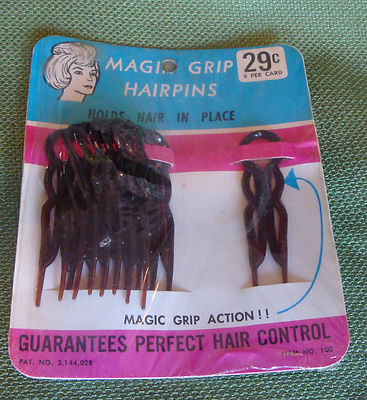 MAGIC GRIP
HAIRPINS
29¢
9 PER CARD
HOLDS HAIR IN PLACE
MAGIC GRIP ACTION!!
GUARANTEES PERFECT HAIR CONTROL
PAT. NO. 3,144,028
ITEM NO. 100